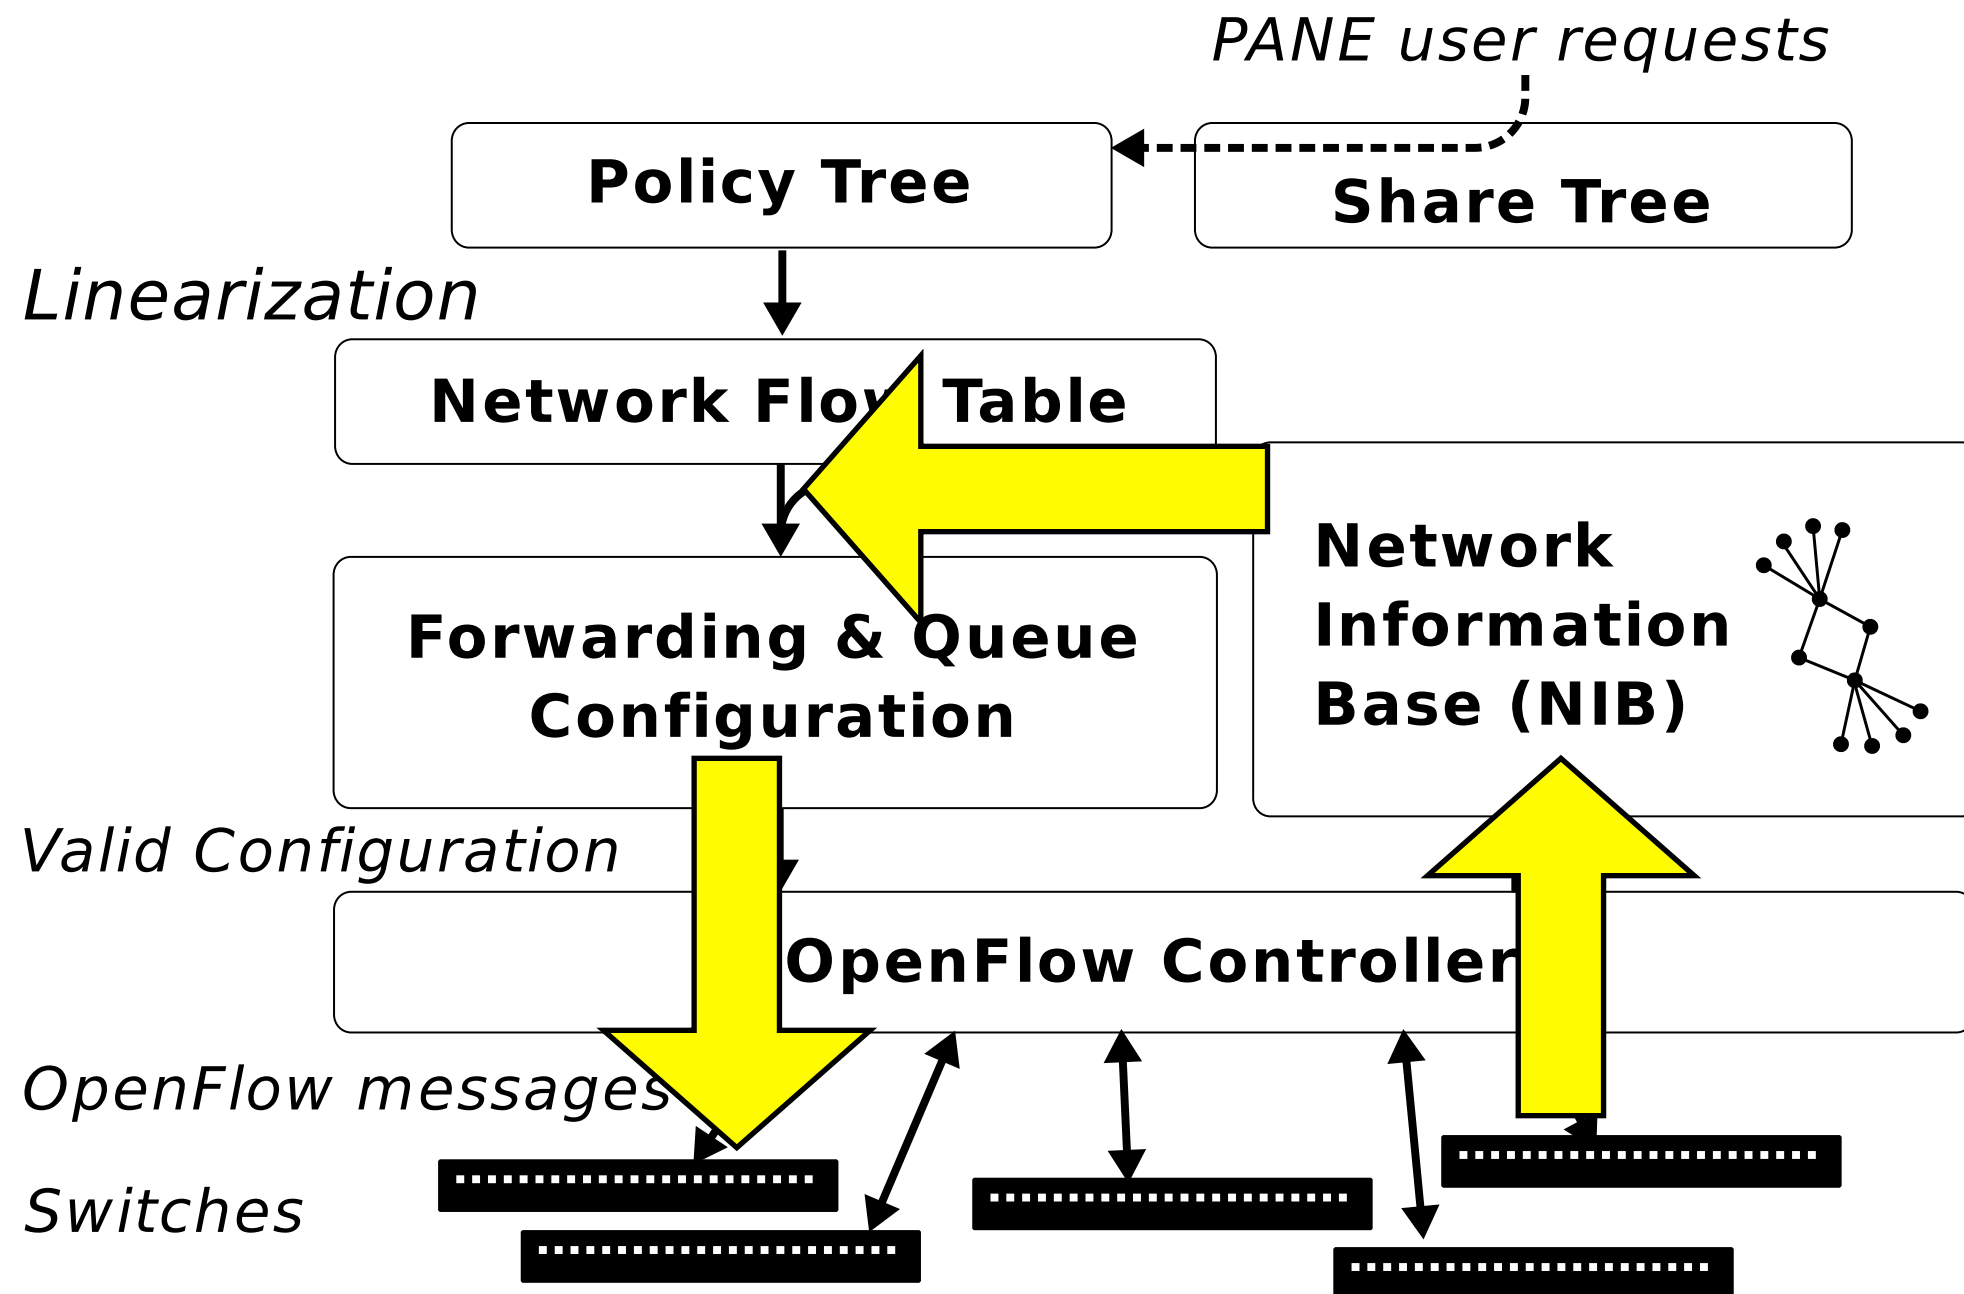 PANE user requests
Policy Tree
Share Tree
Linearization
Network Flow Table
Network
Information
Base (NIB)
Forwarding & Queue
Configuration
Valid Configuration
OpenFlow Controller
OpenFlow messages
Switches